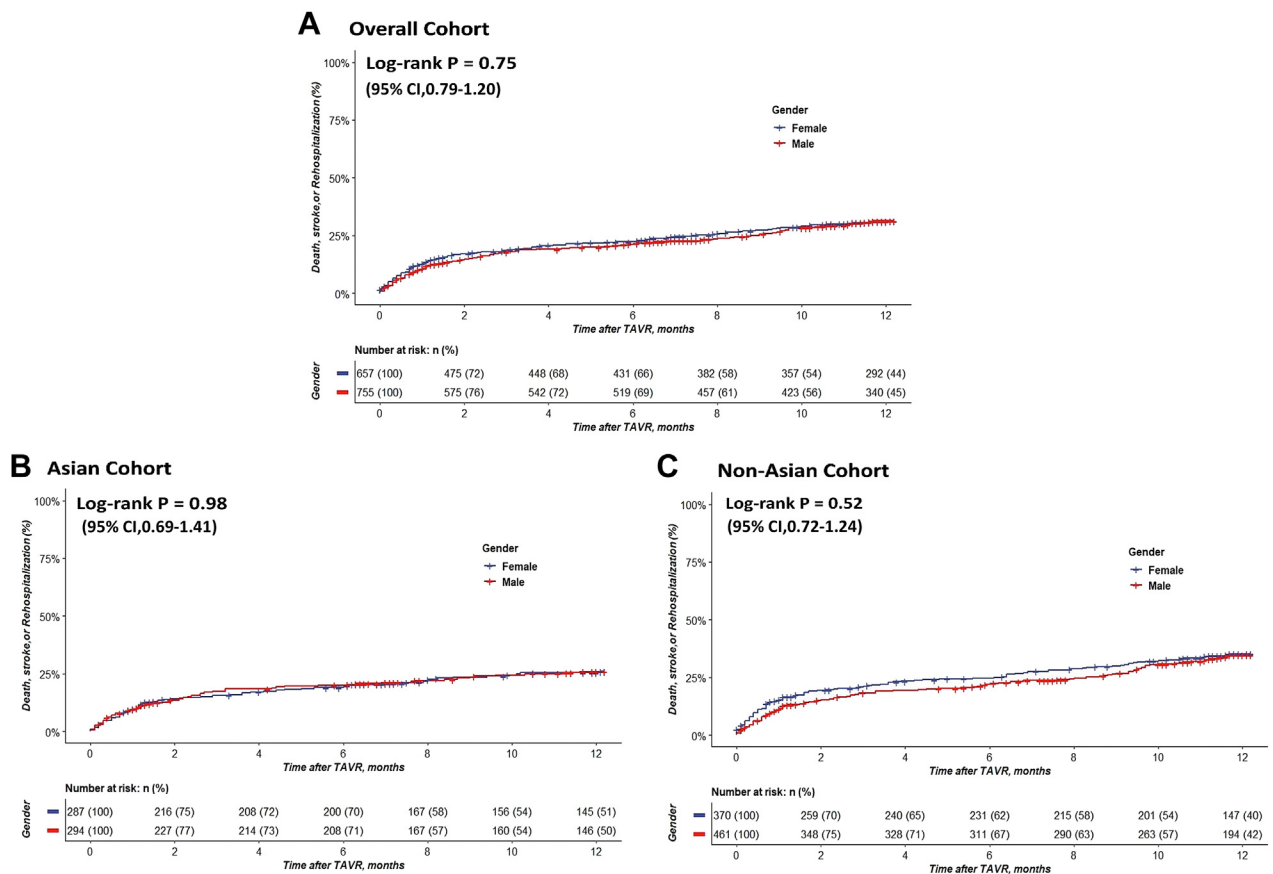 A Overall Cohort
Log-rank P = 0.75
(95% CI,0.79-1.20)
Death, stroke,or Rehospitalization (%)
100%
75%
50%
25%
0%
Gender
Female
Male
0 2 4 6 8 10 12
Time after TAVR, months
Number at risk: n (%)
Gender
657 (100) 475 (72) 448 (68) 431 (66) 382 (58) 357 (54) 292 (44)
755 (100) 575 (76) 542 (72) 519 (69) 457 (61) 423 (56) 340 (45)
0 2 4 6 8 10 12
Time after TAVR, months
B Asian Cohort
Log-rank P = 0.98
(95% CI,0.69-1.41)
Death, stroke,or Rehospitalization (%)
100%
75%
50%
25%
0%
Gender
Female
Male
0 2 4 6 8 10 12
Time after TAVR, months
Number at risk: n (%)
Gender
287 (100) 216 (75) 208 (72) 200 (70) 167 (58) 156 (54) 145 (51)
294 (100) 227 (77) 214 (73) 208 (71) 167 (57) 160 (54) 146 (50)
0 2 4 6 8 10 12
Time after TAVR, months
C Non-Asian Cohort
Log-rank P = 0.52
(95% CI,0.72-1.24)
Death, stroke,or Rehospitalization (%)
100%
75%
50%
25%
0%
Gender
Female
Male
0 2 4 6 8 10 12
Time after TAVR, months
Number at risk: n (%)
Gender
370 (100) 259 (70) 240 (65) 231 (62) 215 (58) 201 (54) 147 (40)
461 (100) 348 (75) 328 (71) 311 (67) 290 (63) 263 (57) 194 (42)
0 2 4 6 8 10 12
Time after TAVR, months